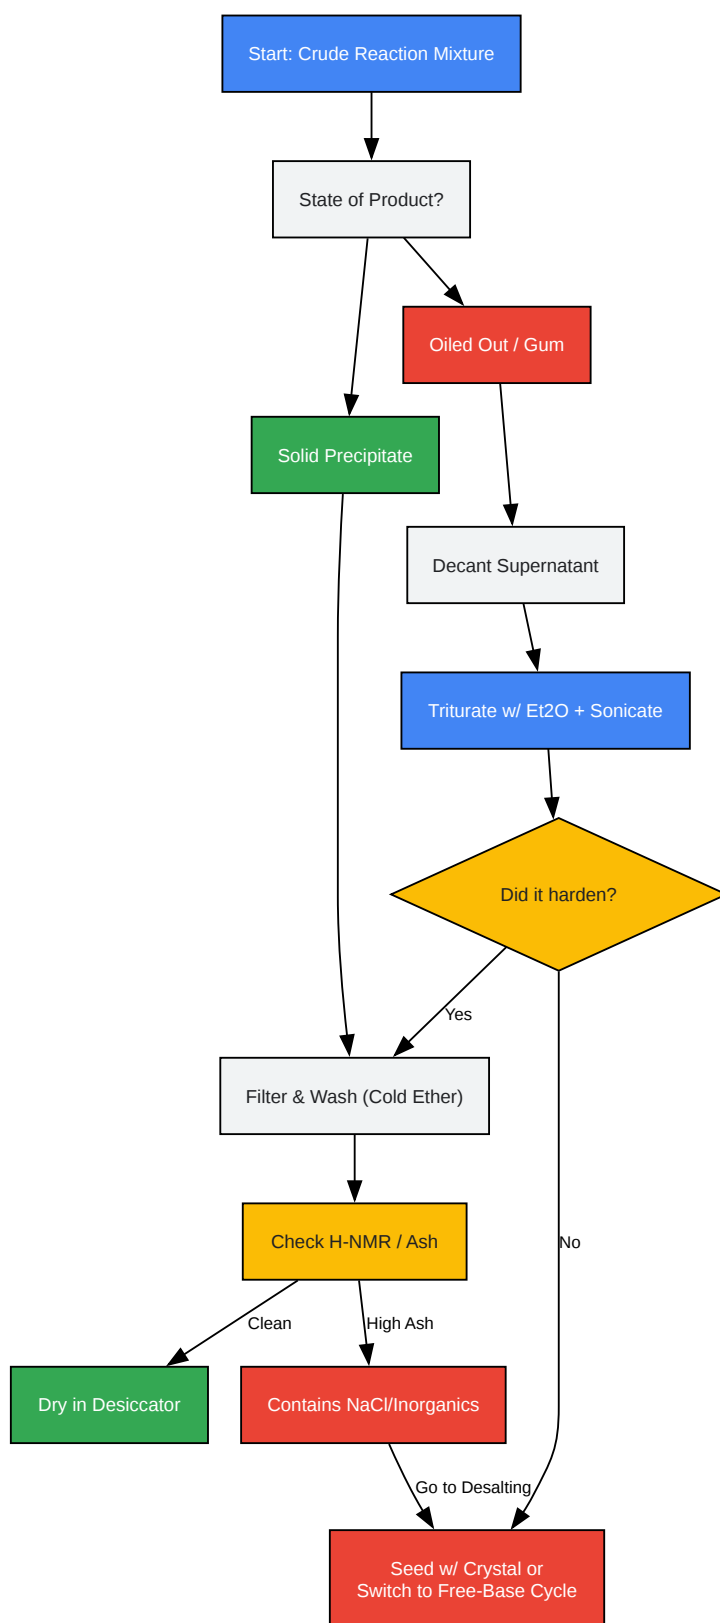 Start: Crude Reaction Mixture
State of Product?
Oiled Out / Gum
Solid Precipitate
Decant Supernatant
Triturate w/ Et2O + Sonicate
Did it harden?
Yes
Filter & Wash (Cold Ether)
Check H-NMR / Ash
No
Clean
High Ash
Dry in Desiccator
Contains NaCl/Inorganics
Go to Desalting
Seed w/ Crystal or
Switch to Free-Base Cycle